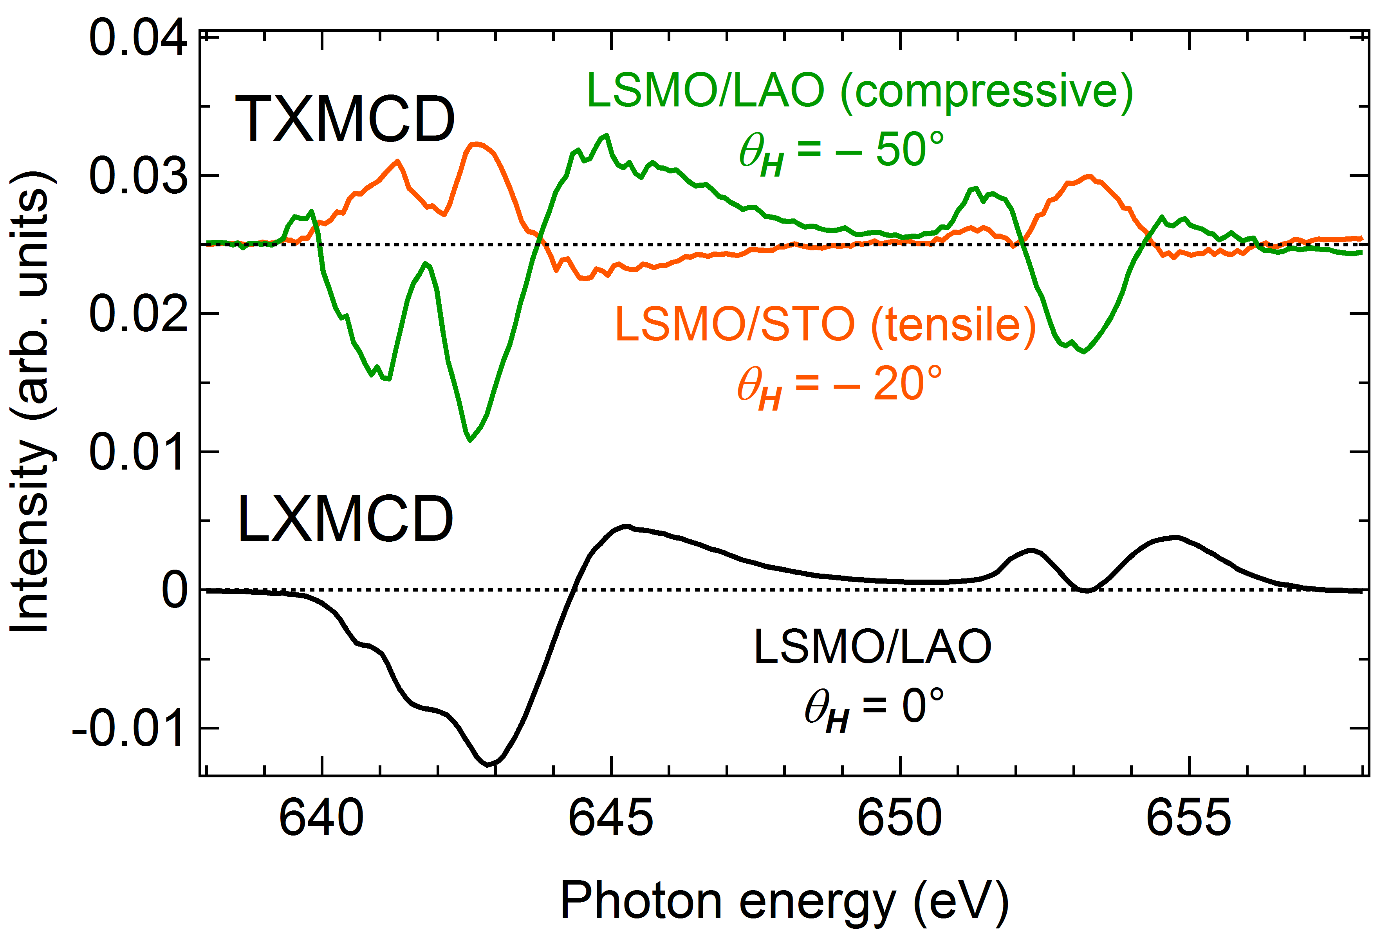 0.04
0.03
0.02
0.01
0
-0.01
Intensity (arb. units)
TXMCD
LSMO/LAO (compressive)
θH = – 50°
LSMO/STO (tensile)
θH = – 20°
LXMCD
LSMO/LAO
θH = 0°
640 645 650 655
Photon energy (eV)